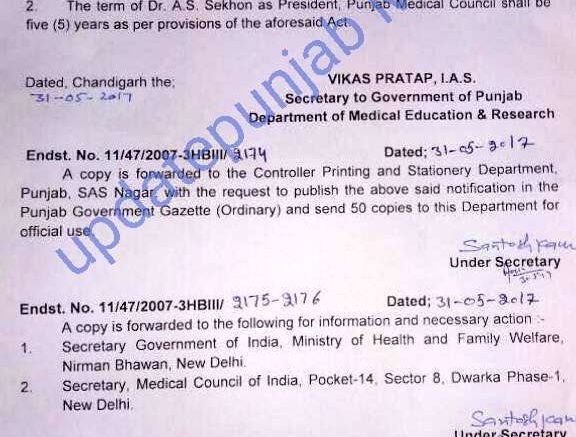 2. The term of Dr. A.S. Sekhon as President, Punjab Medical Council shall be
five (5) years as per provisions of the aforesaid Act.
Dated, Chandigarh the;
31-05-2017
VIKAS PRATAP, I.A.S.
Secretary to Government of Punjab
Department of Medical Education & Research
Endst. No. 11/47/2007-3HBIII/ 2174 Dated; 31-05-2017
A copy is forwarded to the Controller Printing and Stationery Department,
Punjab, SAS Nagar, with the request to publish the above said notification in the
Punjab Government Gazette (Ordinary) and send 50 copies to this Department for
official use.
Santosh Kaur
Under Secretary
Endst. No. 11/47/2007-3HBIII/ 2175-2176 Dated; 31-05-2017
A copy is forwarded to the following for information and necessary action :-
1. Secretary Government of India, Ministry of Health and Family Welfare,
Nirman Bhawan, New Delhi.
2. Secretary, Medical Council of India, Pocket-14, Sector 8, Dwarka Phase-1,
New Delhi.
Santosh Kaur
Under Secretary
updatepunjab